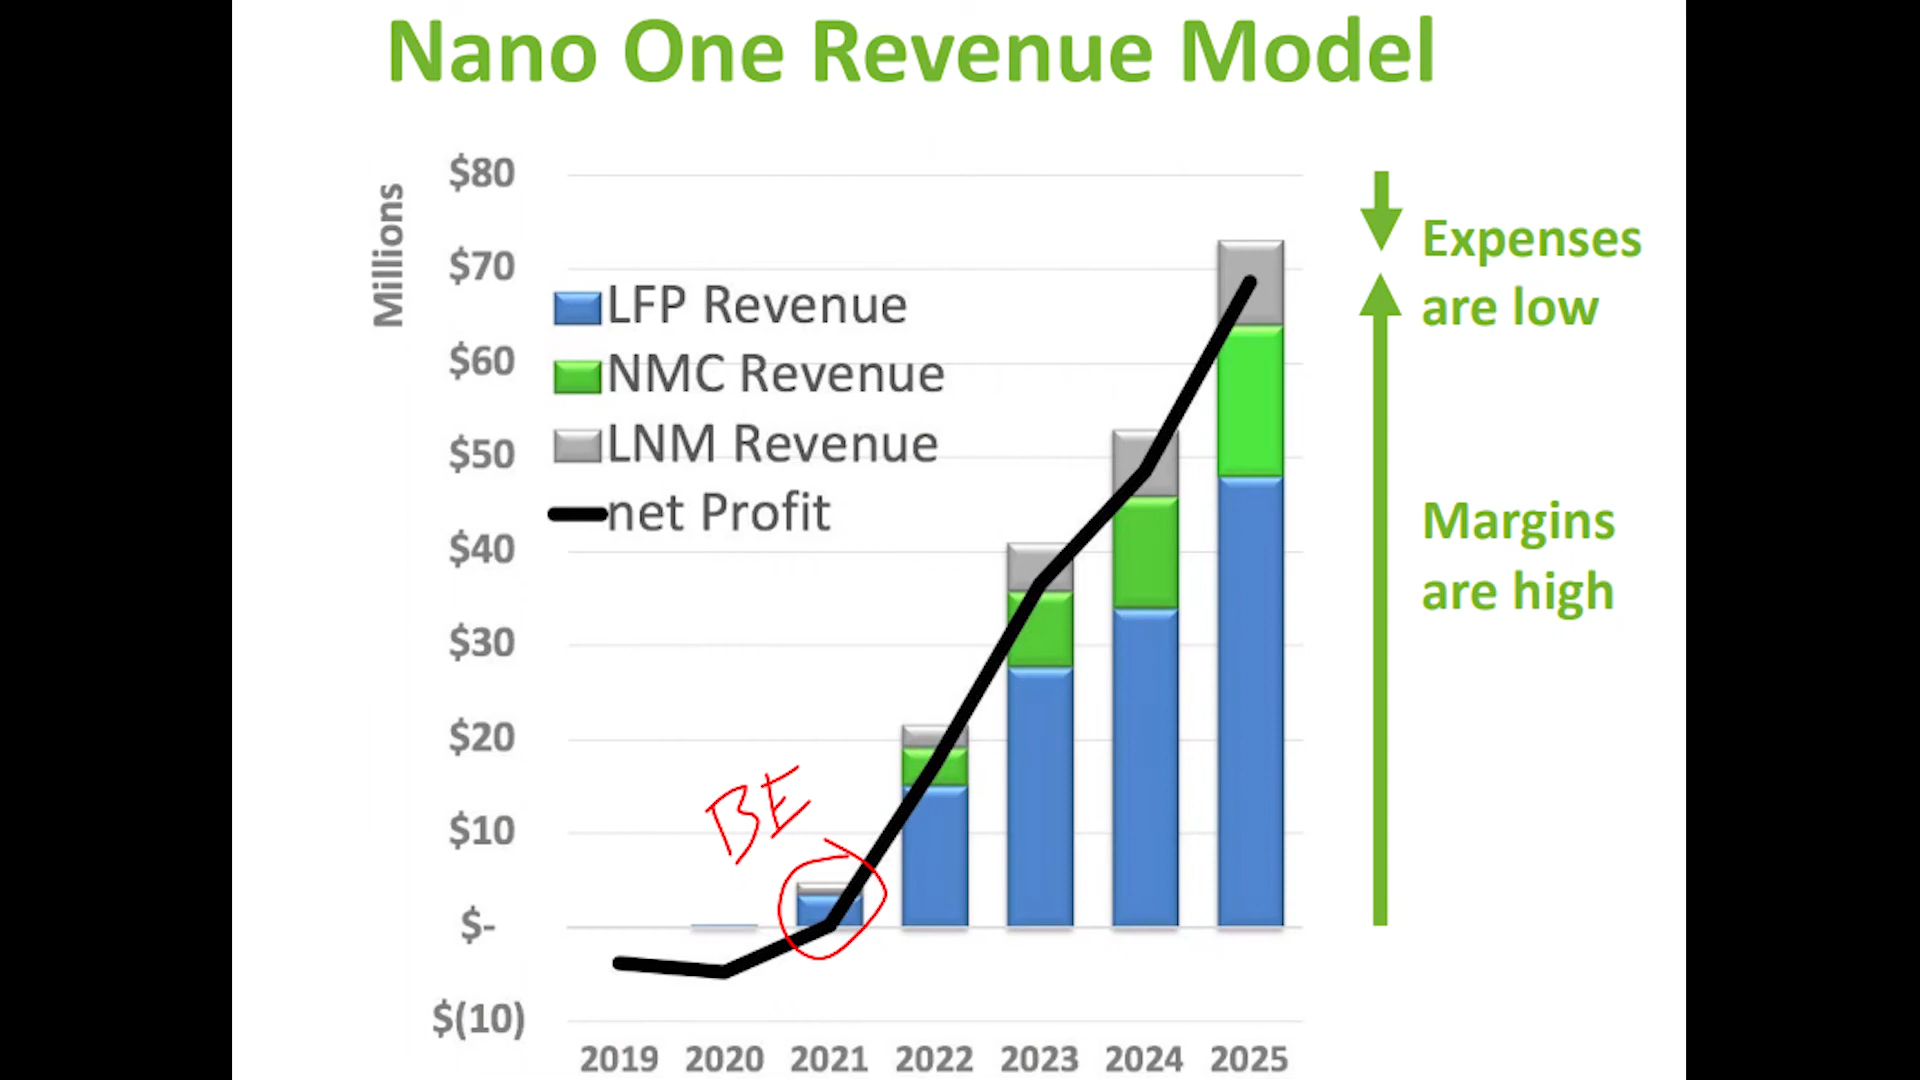 Nano One Revenue Model
Millions
$80
$70
$60
$50
$40
$30
$20
$10
$-
$(10)
LFP Revenue
NMC Revenue
LNM Revenue
net Profit
BE
2019 2020 2021 2022 2023 2024 2025
Expenses
are low
Margins
are high